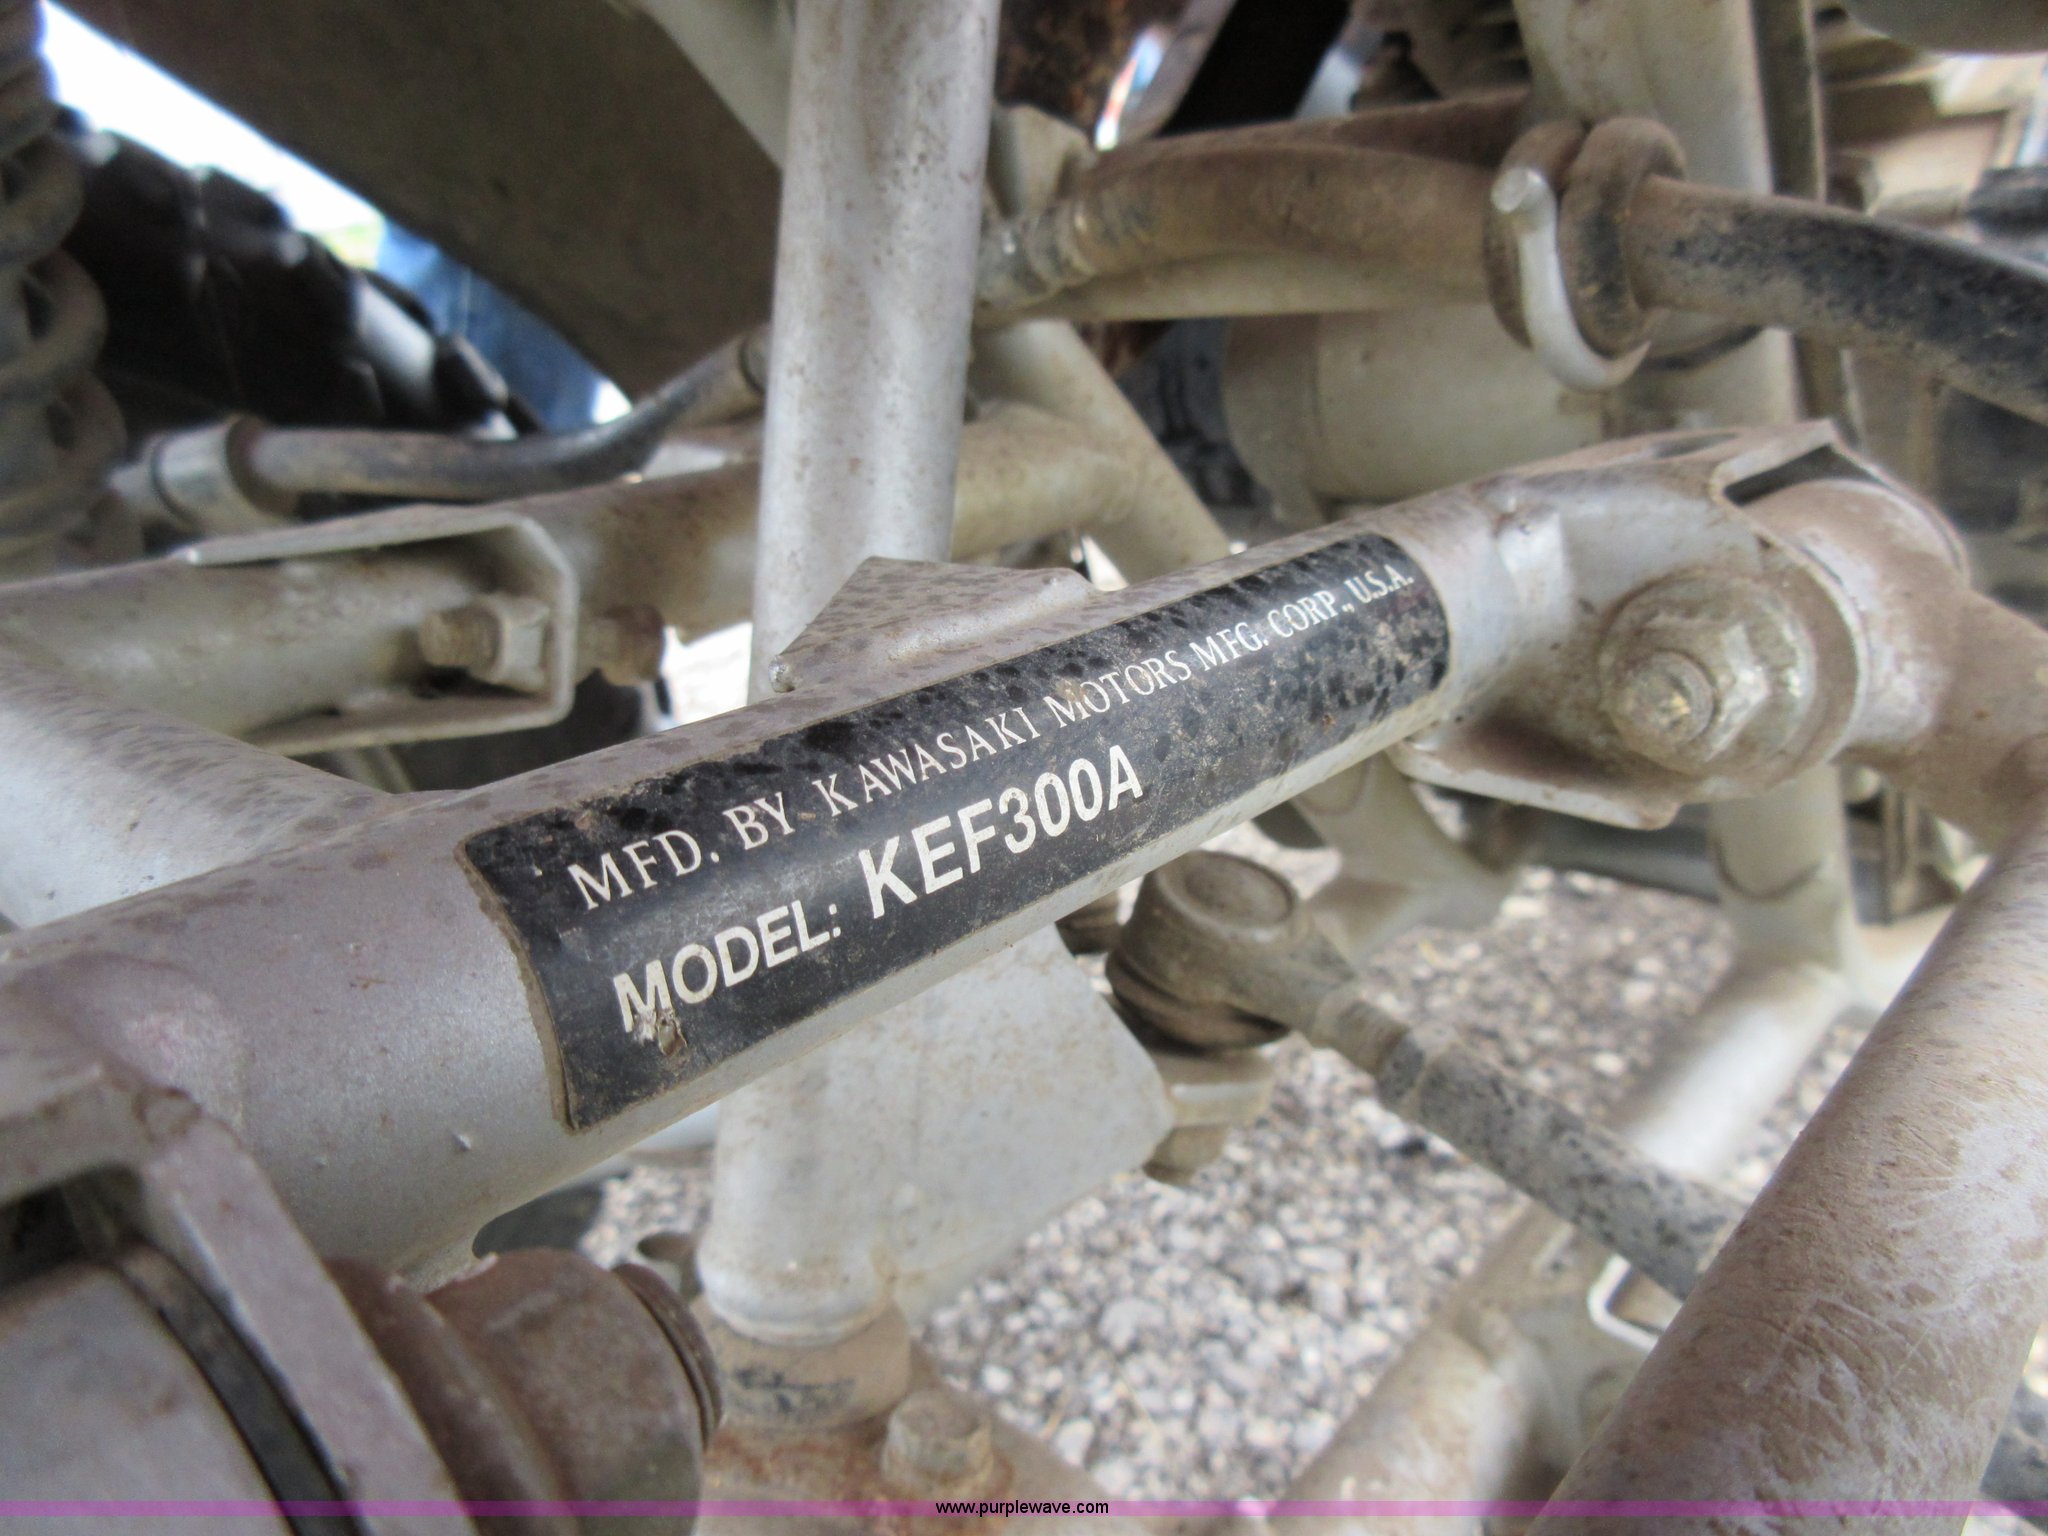 MFD. BY KAWASAKI MOTORS MFG. CORP., U.S.A.
MODEL: KEF300A
www.purplewave.com